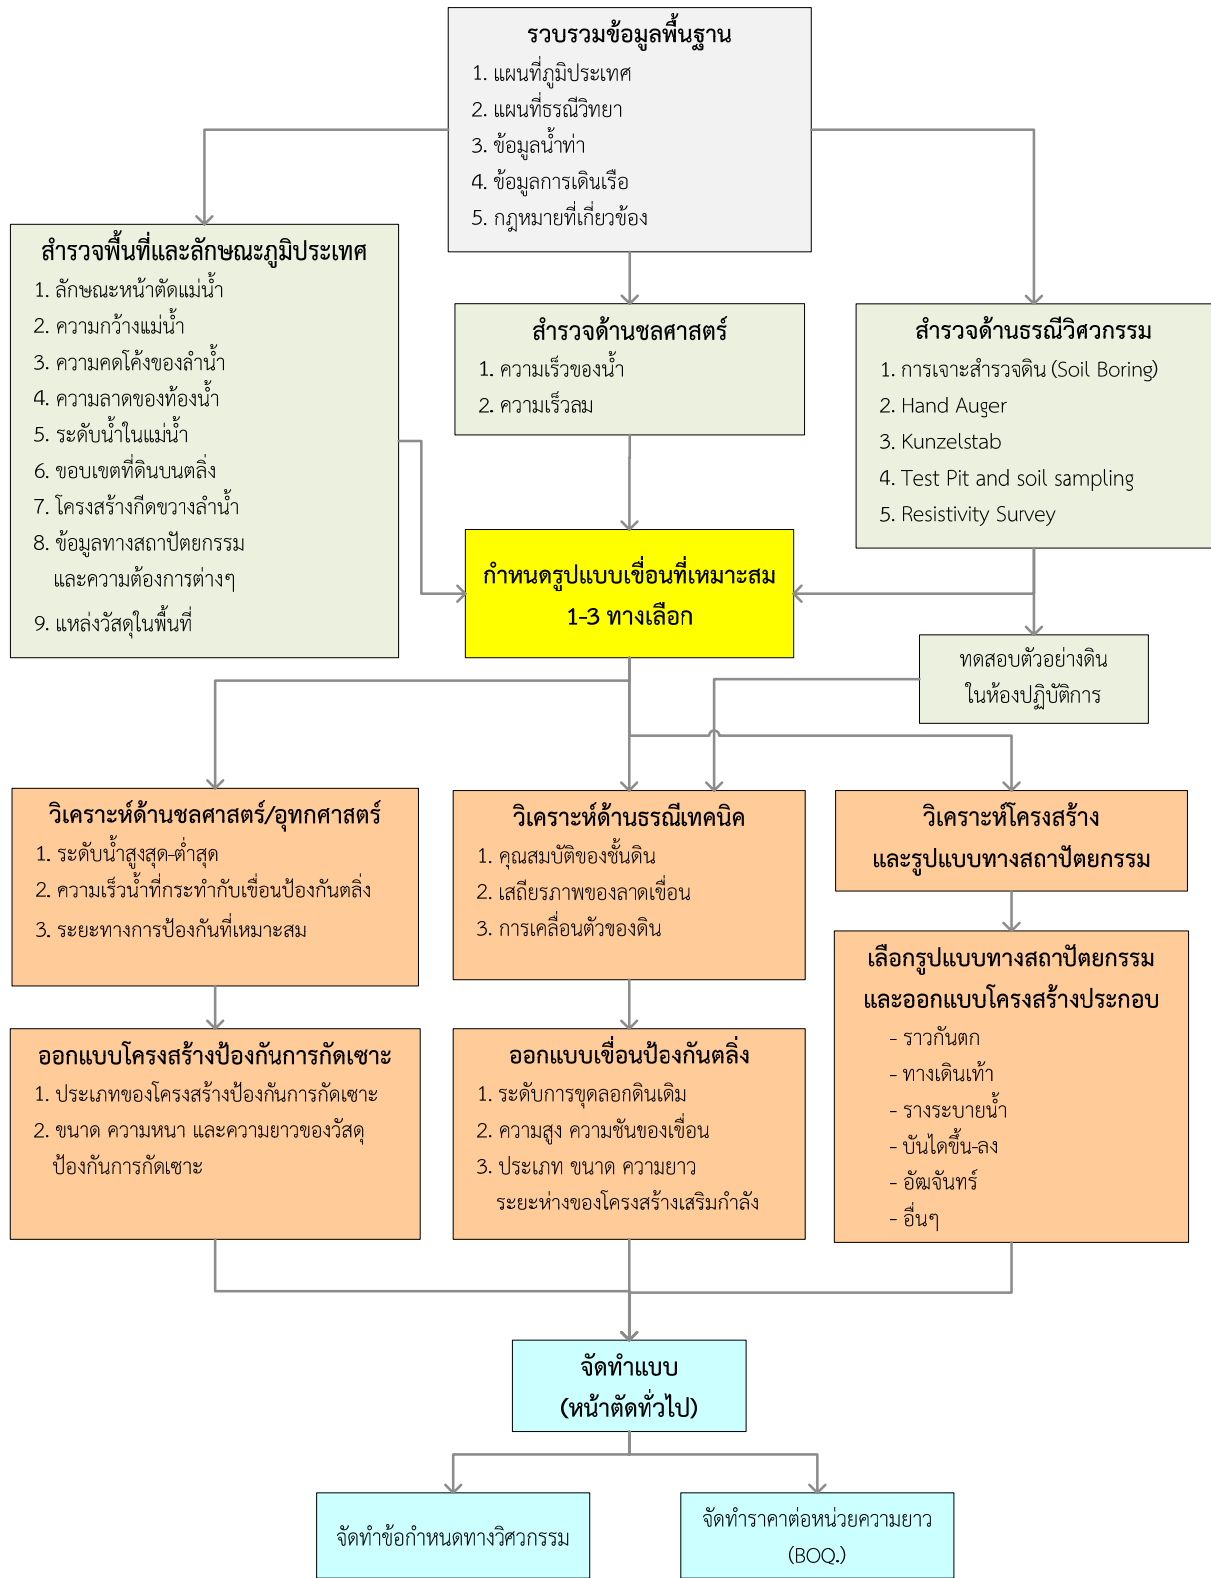 รวบรวมข้อมูลพื้นฐาน
1. แผนที่ภูมิประเทศ
2. แผนที่ธรณีวิทยา
3. ข้อมูลน้ำท่า
4. ข้อมูลการเดินเรือ
5. กฎหมายที่เกี่ยวข้อง
สำรวจพื้นที่และลักษณะภูมิประเทศ
1. ลักษณะหน้าตัดแม่น้ำ
2. ความกว้างแม่น้ำ
3. ความคดโค้งของลำน้ำ
4. ความลาดของท้องน้ำ
5. ระดับน้ำในแม่น้ำ
6. ขอบเขตที่ดินบนตลิ่ง
7. โครงสร้างกีดขวางลำน้ำ
8. ข้อมูลทางสถาปัตยกรรม
และความต้องการต่างๆ
9. แหล่งวัสดุในพื้นที่
สำรวจด้านชลศาสตร์
1. ความเร็วของน้ำ
2. ความเร็วลม
สำรวจด้านธรณีวิศวกรรม
1. การเจาะสำรวจดิน (Soil Boring)
2. Hand Auger
3. Kunzelstab
4. Test Pit and soil sampling
5. Resistivity Survey
กำหนดรูปแบบเขื่อนที่เหมาะสม
1-3 ทางเลือก
ทดสอบตัวอย่างดิน
ในห้องปฏิบัติการ
วิเคราะห์ด้านชลศาสตร์/อุทกศาสตร์
1. ระดับน้ำสูงสุด-ต่ำสุด
2. ความเร็วน้ำที่กระทำกับเขื่อนป้องกันตลิ่ง
3. ระยะทางการป้องกันที่เหมาะสม
วิเคราะห์ด้านธรณีเทคนิค
1. คุณสมบัติของชั้นดิน
2. เสถียรภาพของลาดเขื่อน
3. การเคลื่อนตัวของดิน
วิเคราะห์โครงสร้าง
และรูปแบบทางสถาปัตยกรรม
ออกแบบโครงสร้างป้องกันการกัดเซาะ
1. ประเภทของโครงสร้างป้องกันการกัดเซาะ
2. ขนาด ความหนา และความยาวของวัสดุ
ป้องกันการกัดเซาะ
ออกแบบเขื่อนป้องกันตลิ่ง
1. ระดับการขุดลอกดินเดิม
2. ความสูง ความชันของเขื่อน
3. ประเภท ขนาด ความยาว
ระยะห่างของโครงสร้างเสริมกำลัง
เลือกรูปแบบทางสถาปัตยกรรม
และออกแบบโครงสร้างประกอบ
- ราวกันตก
- ทางเดินเท้า
- รางระบายน้ำ
- บันไดขึ้น-ลง
- อัฒจันทร์
- อื่นๆ
จัดทำแบบ
(หน้าตัดทั่วไป)
จัดทำข้อกำหนดทางวิศวกรรม
จัดทำราคาต่อหน่วยความยาว
(BOQ.)